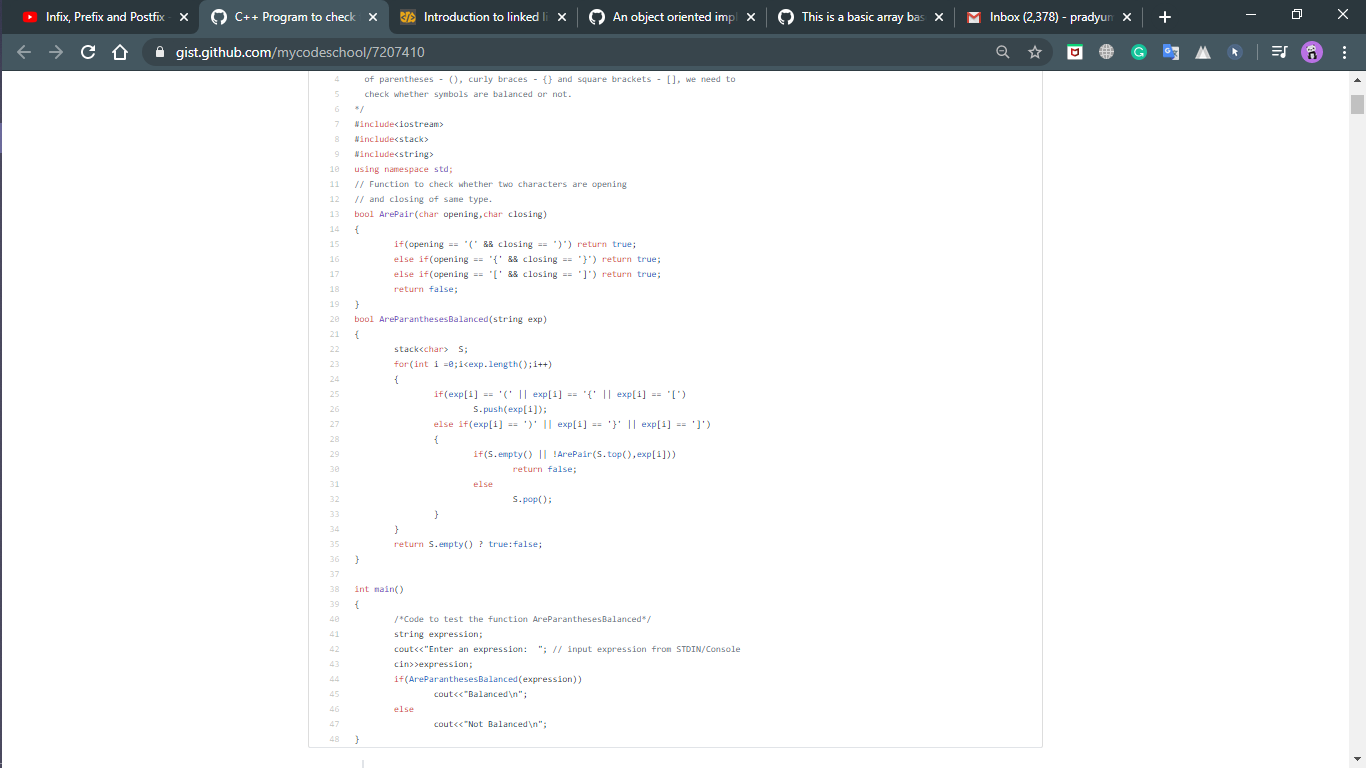 Infix, Prefix and Postfix
C++ Program to check
Introduction to linked li
An object oriented impl
This is a basic array bas
Inbox (2,378) - pradyun
gist.github.com/mycodeschool/7207410
4 of parentheses - (), curly braces - {} and square brackets - [], we need to
5 check whether symbols are balanced or not.
6 */
7 #include<iostream>
8 #include<stack>
9 #include<string>
10 using namespace std;
11 // Function to check whether two characters are opening
12 // and closing of same type.
13 bool ArePair(char opening,char closing)
14 {
15 if(opening == '(' && closing == ')') return true;
16 else if(opening == '{' && closing == '}') return true;
17 else if(opening == '[' && closing == ']') return true;
18 return false;
19 }
20 bool AreParanthesesBalanced(string exp)
21 {
22 stack<char>  S;
23 for(int i =0;i<exp.length();i++)
24 {
25 if(exp[i] == '(' || exp[i] == '{' || exp[i] == '[')
26 S.push(exp[i]);
27 else if(exp[i] == ')' || exp[i] == '}' || exp[i] == ']')
28 {
29 if(S.empty() || !ArePair(S.top(),exp[i]))
30 return false;
31 else
32 S.pop();
33 }
34 }
35 return S.empty() ? true:false;
36 }
37
38 int main()
39 {
40 /*Code to test the function AreParanthesesBalanced*/
41 string expression;
42 cout<<"Enter an expression:  "; // input expression from STDIN/Console
43 cin>>expression;
44 if(AreParanthesesBalanced(expression))
45 cout<<"Balanced\n";
46 else
47 cout<<"Not Balanced\n";
48 }